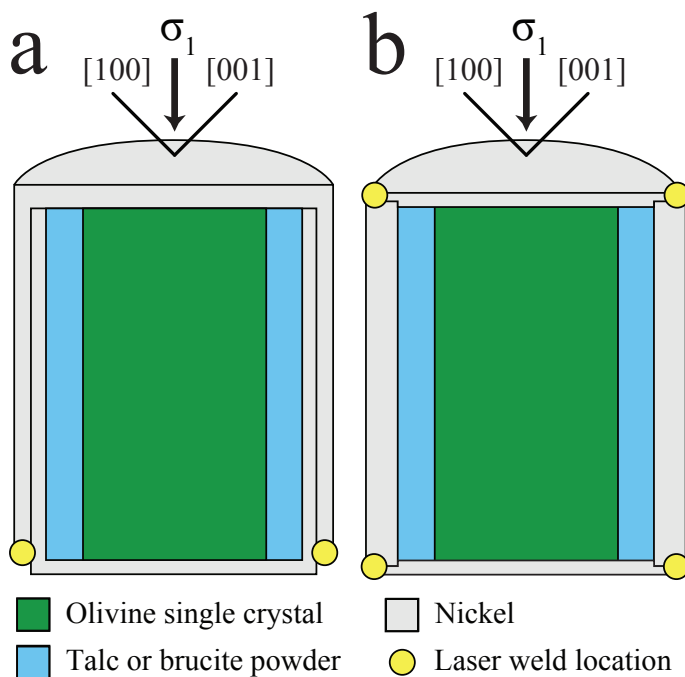 a
σ1
[100] [001]
b
σ1
[100] [001]
Olivine single crystal
Nickel
Talc or brucite powder
Laser weld location